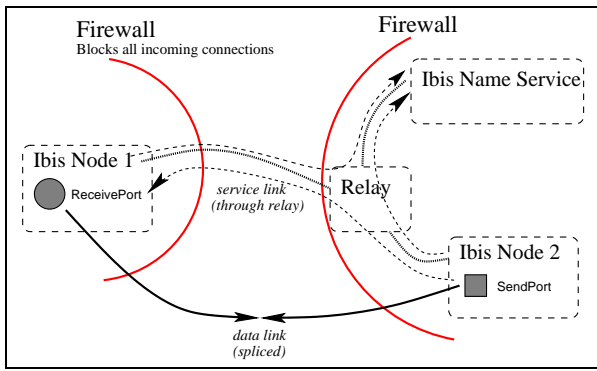 Firewall
Blocks all incoming connections
Firewall
Ibis Name Service
Ibis Node 1
ReceivePort
service link
(through relay)
Relay
Ibis Node 2
SendPort
data link
(spliced)